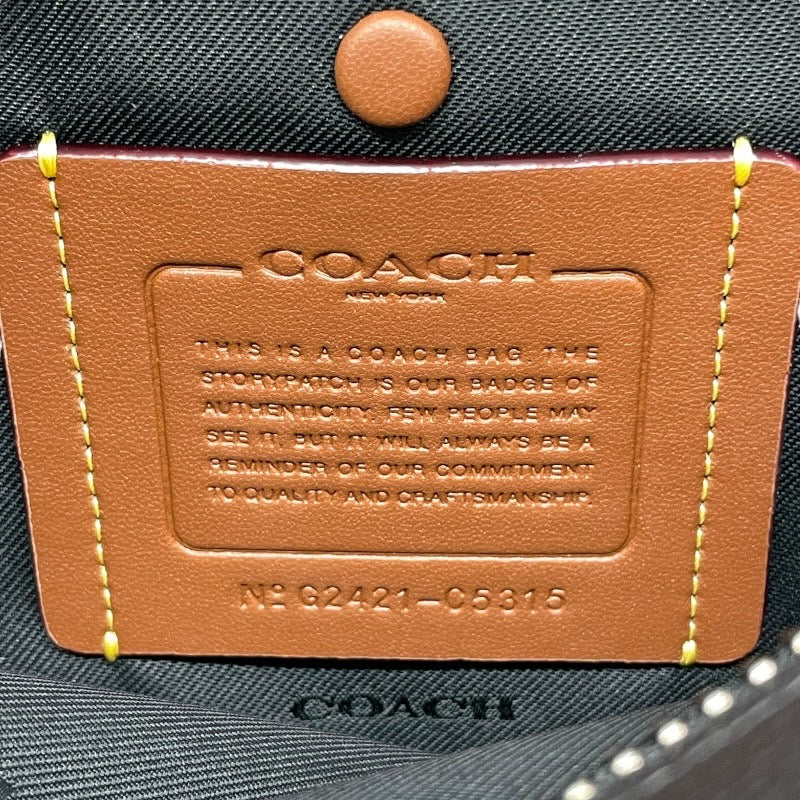 COACH
NEW YORK
THIS IS A COACH BAG. THE
STORYPATCH IS OUR BADGE OF
AUTHENTICITY. FEW PEOPLE MAY
SEE IT, BUT IT WILL ALWAYS BE A
REMINDER OF OUR COMMITMENT
TO QUALITY AND CRAFTSMANSHIP.
Nº G2421-C5315
COACH